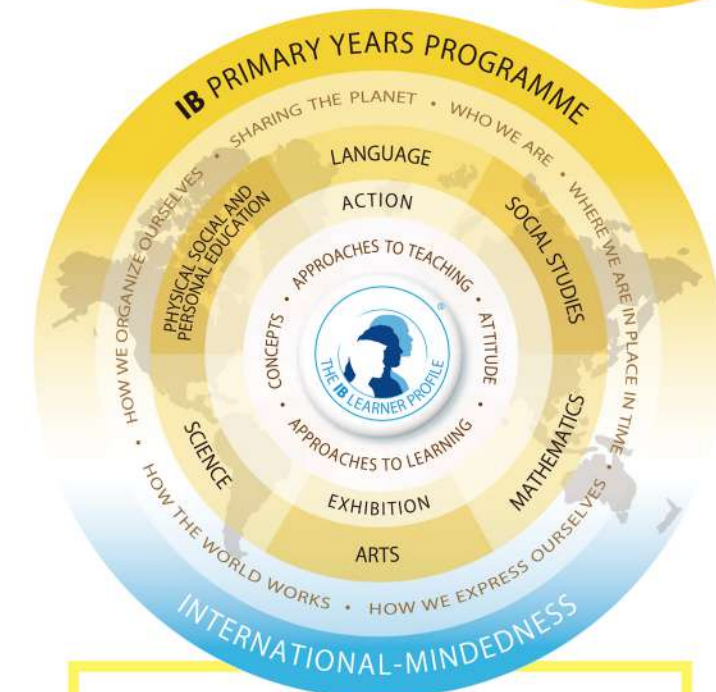 IB PRIMARY YEARS PROGRAMME
SHARING THE PLANET • WHO WE ARE • WHERE WE ARE IN PLACE IN TIME • HOW WE EXPRESS OURSELVES • HOW THE WORLD WORKS • HOW WE ORGANIZE OURSELVES •
LANGUAGE
SOCIAL STUDIES
MATHEMATICS
ARTS
SCIENCE
PHYSICAL SOCIAL AND
PERSONAL EDUCATION
ACTION
EXHIBITION
APPROACHES TO TEACHING • ATTITUDE • APPROACHES TO LEARNING • CONCEPTS •
THE IB LEARNER PROFILE
®
INTERNATIONAL-MINDEDNESS